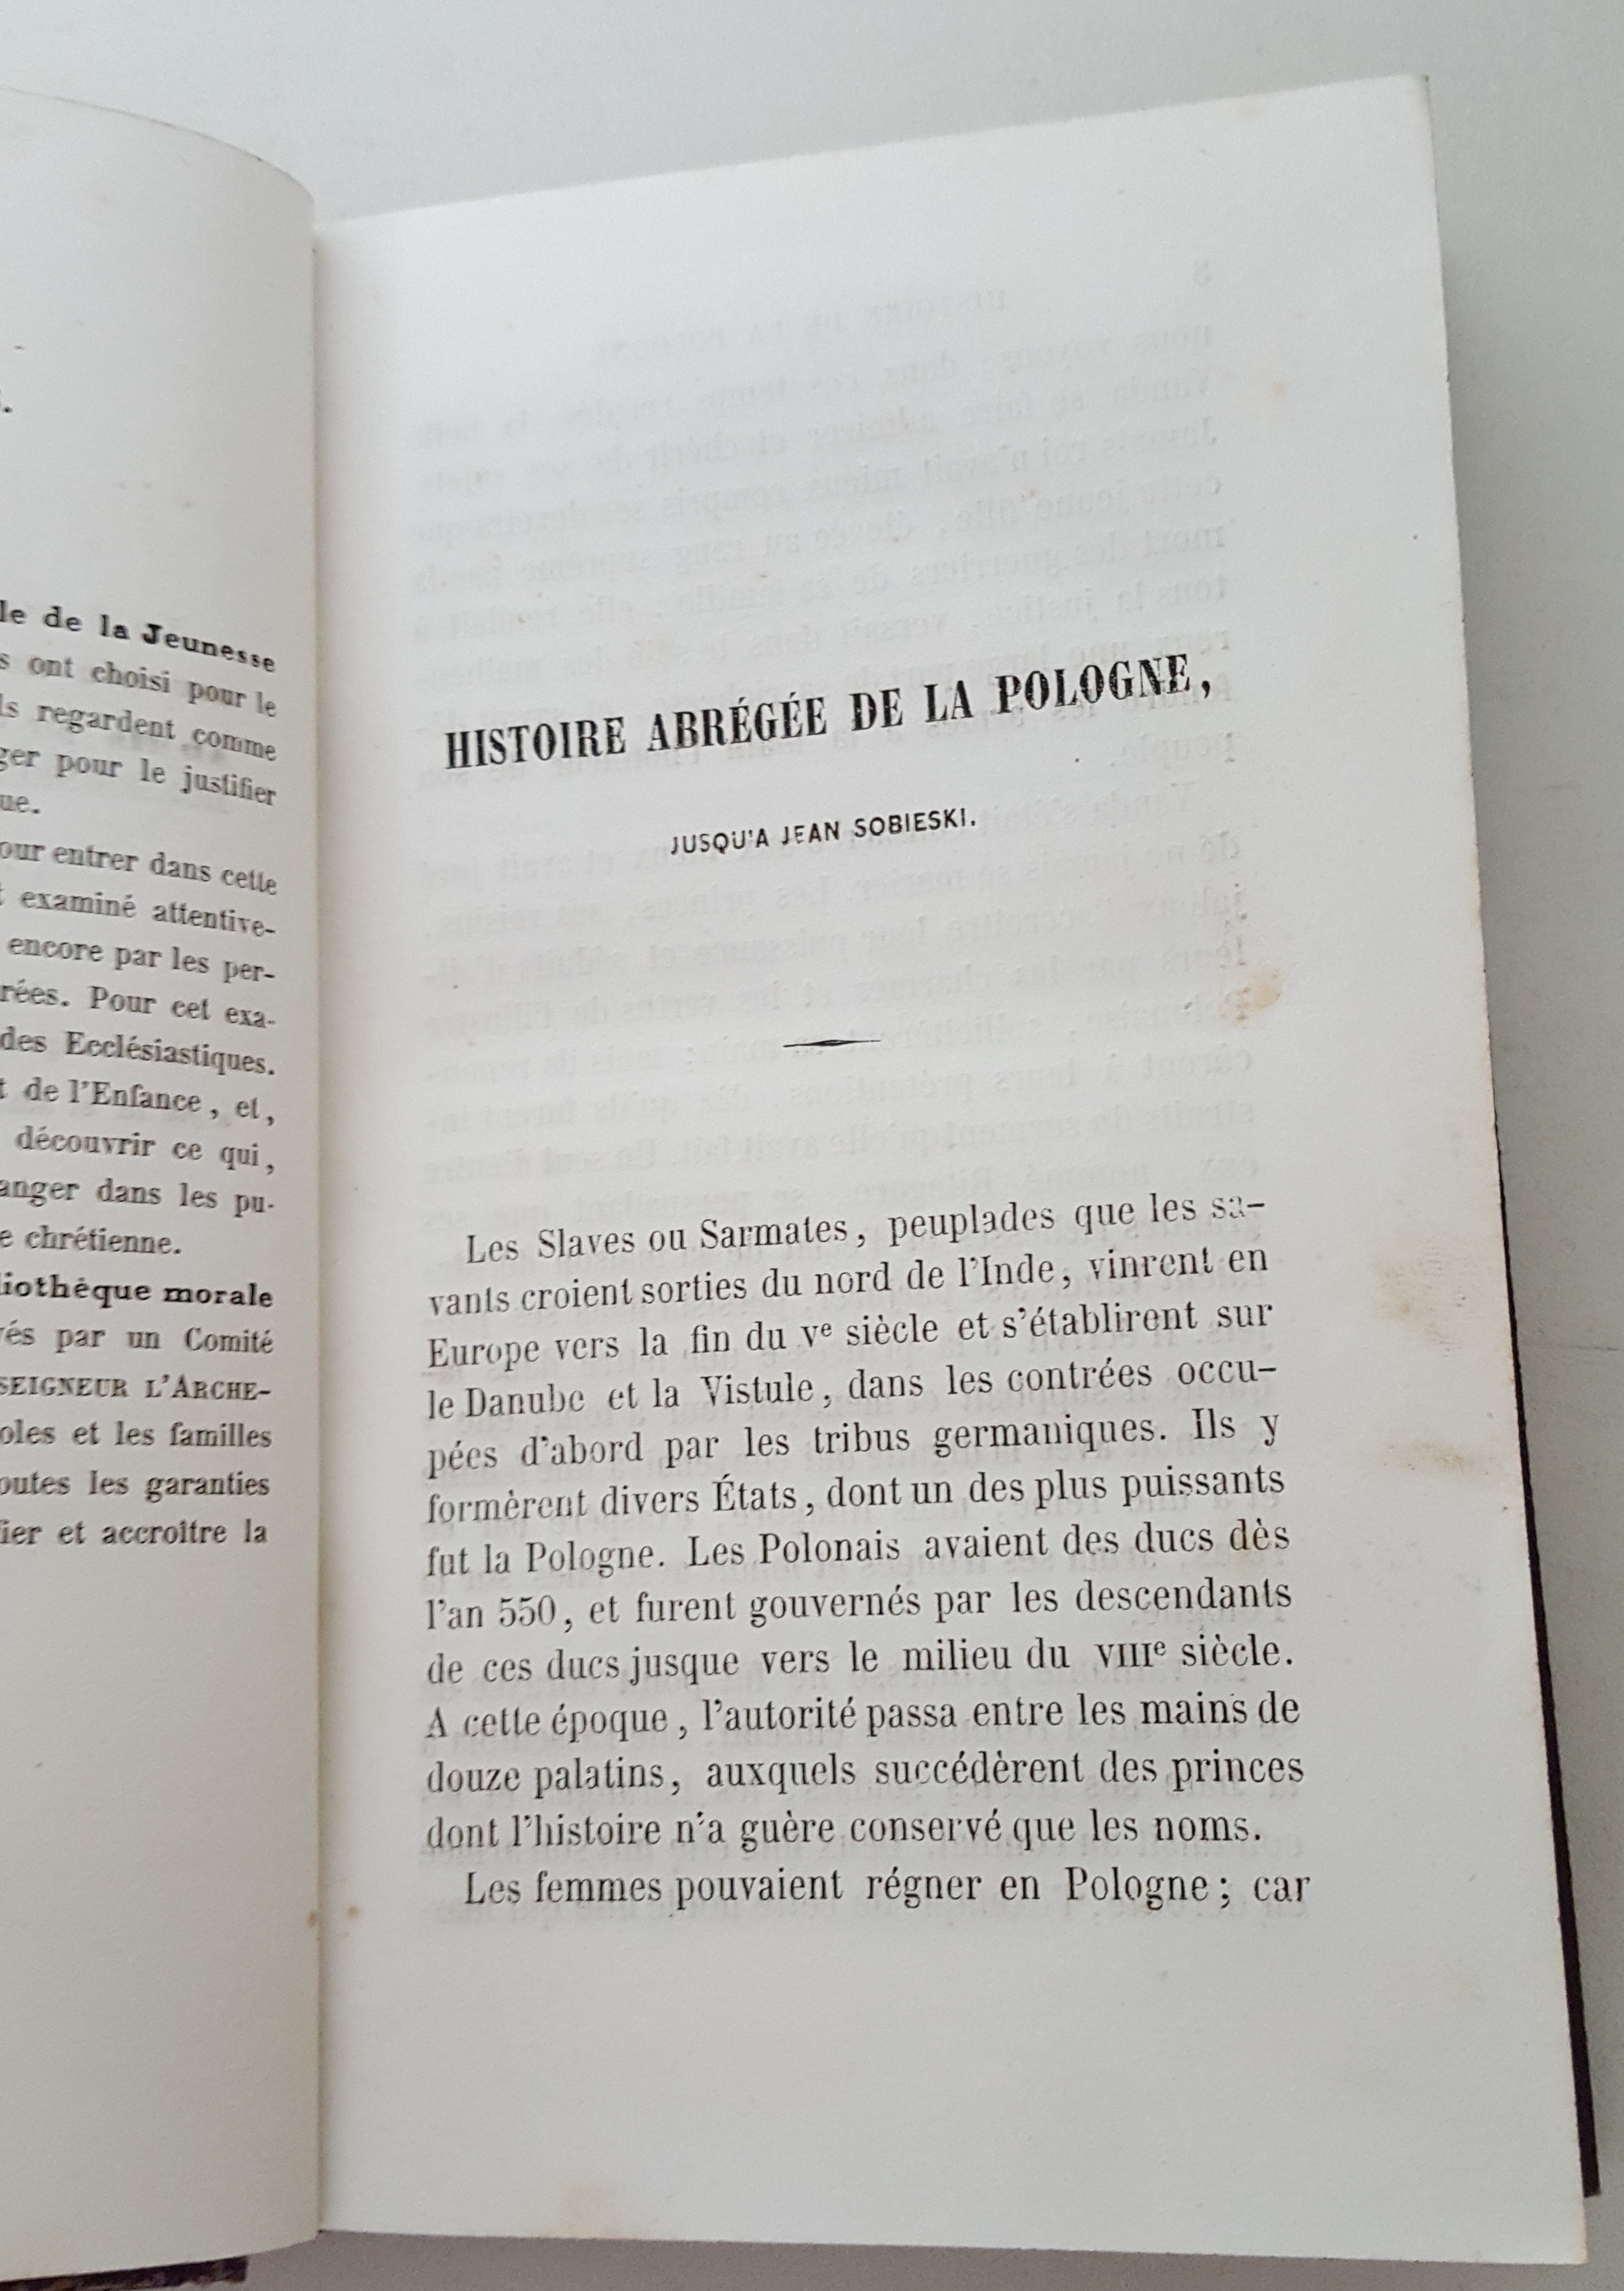 le de la Jeunesse
ont choisi pour le
regardent comme
pour le justifier
our entrer dans cette
examiné attentive-
encore par les per-
rées. Pour cet exa-
des Ecclésiastiques.
de l'Enfance, et,
découvrir ce qui,
anger dans les pu-
e chrétienne.
liothèque morale
vés par un Comité
SEIGNEUR L'ARCHE-
oles et les familles
outes les garanties
fier et accroître la
HISTOIRE ABRÉGÉE DE LA POLOGNE,
JUSQU'A JEAN SOBIESKI.
Les Slaves ou Sarmates, peuplades que les sa-
vants croient sorties du nord de l'Inde, vinrent en
Europe vers la fin du Ve siècle et s'établirent sur
le Danube et la Vistule, dans les contrées occu-
pées d'abord par les tribus germaniques. Ils y
formèrent divers États, dont un des plus puissants
fut la Pologne. Les Polonais avaient des ducs dès
l'an 550, et furent gouvernés par les descendants
de ces ducs jusque vers le milieu du VIIIe siècle.
A cette époque, l'autorité passa entre les mains de
douze palatins, auxquels succédèrent des princes
dont l'histoire n'a guère conservé que les noms.
Les femmes pouvaient régner en Pologne; car